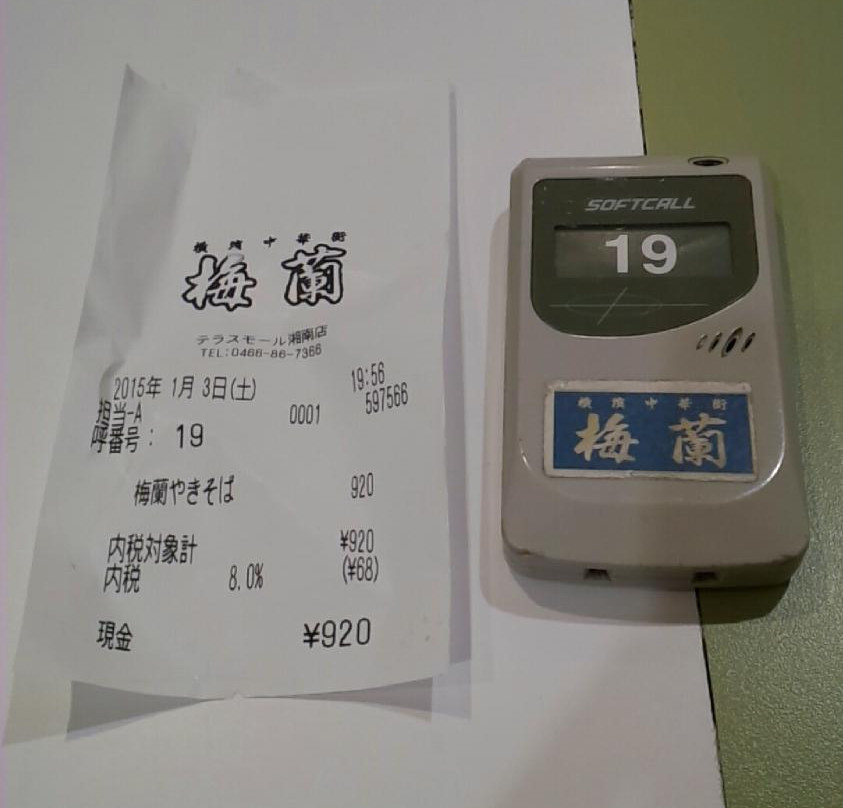 横濱中華街
梅蘭
テラスモール湘南店
TEL:0466-86-7366
2015年 1月 3日(土) 19:56
担当-A 0001 597566
呼番号: 19
梅蘭やきそば 920
内税対象計 ¥920
内税 8.0% (¥68)
現金 ¥920
SOFTCALL
19
横濱中華街
梅蘭